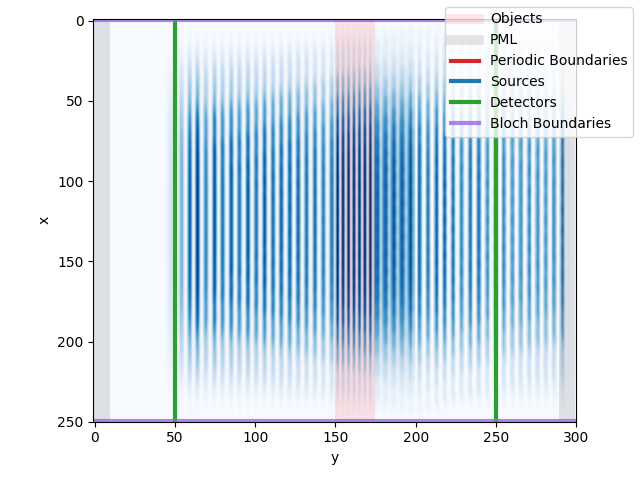 Objects
PML
Periodic Boundaries
Sources
Detectors
Bloch Boundaries
0
50
100
150
200
250
x
0 50 100 150 200 250 300
y